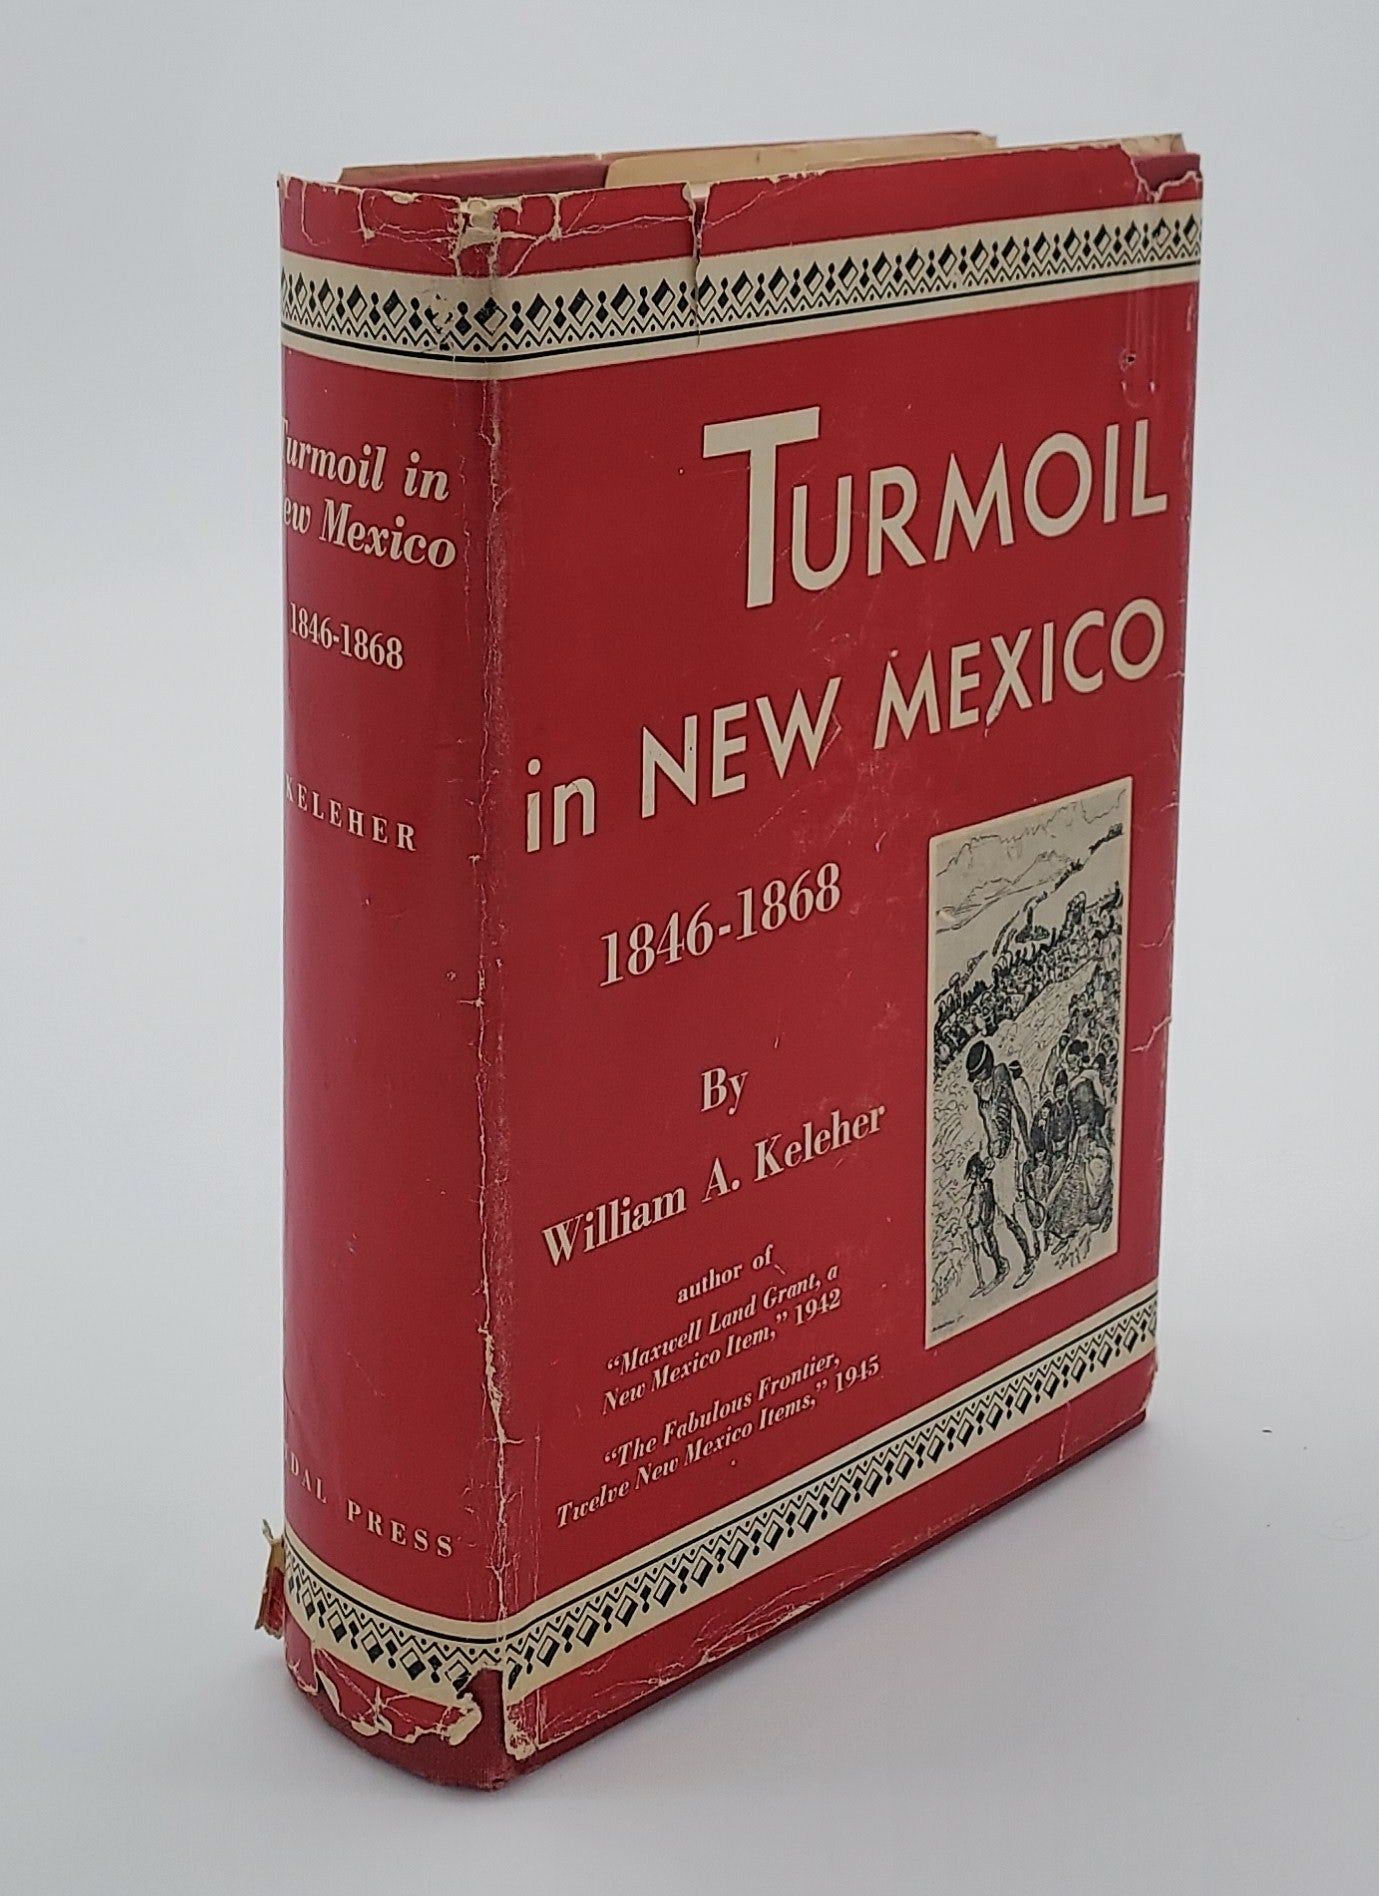 Turmoil in
New Mexico
1846-1868
KELEHER
DAL PRESS
TURMOIL
in NEW MEXICO
1846-1868
By
William A. Keleher
author of
“Maxwell Land Grant, a
New Mexico Item,” 1942
“The Fabulous Frontier,
Twelve New Mexico Items,” 1945